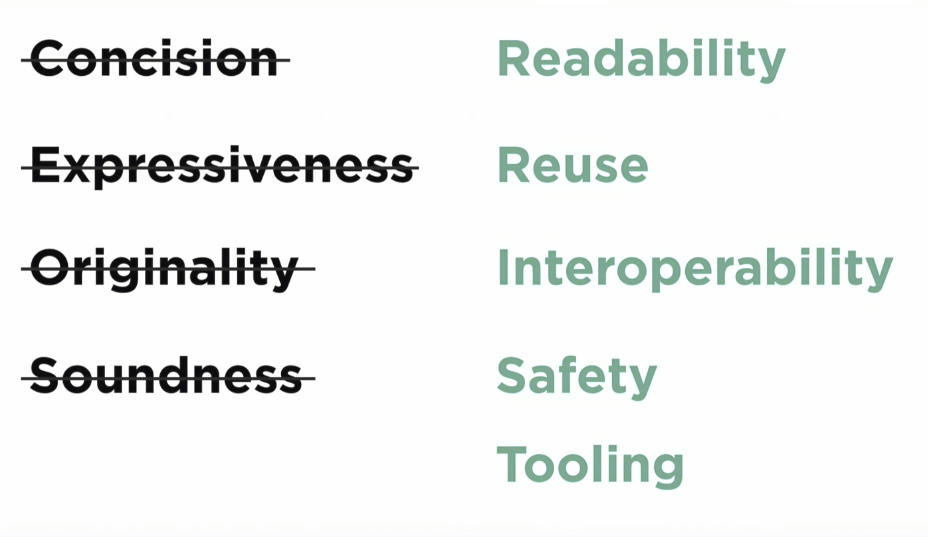 Concision Readability
Expressiveness Reuse
Originality Interoperability
Soundness Safety
Tooling